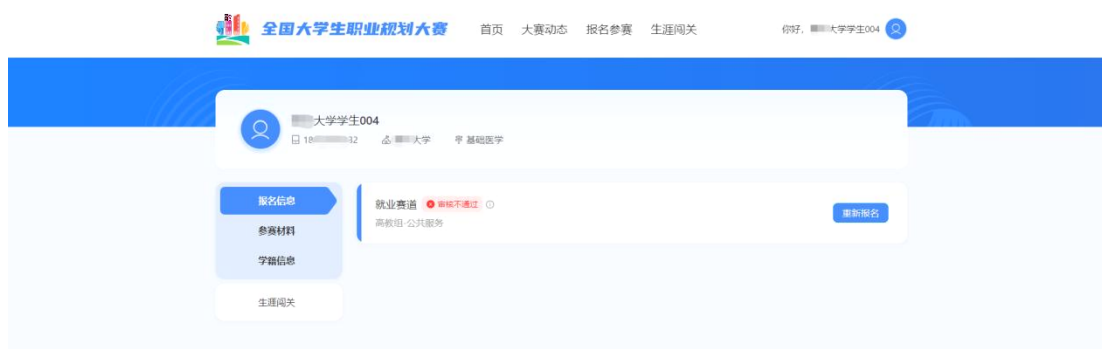 全国大学生职业规划大赛
首页 大赛动态 报名参赛 生涯闯关
你好, 大学学生004
大学学生004
18 32 大学 基础医学
报名信息
参赛材料
学籍信息
生涯闯关
就业赛道 审核不通过
高教组·公共服务
重新报名